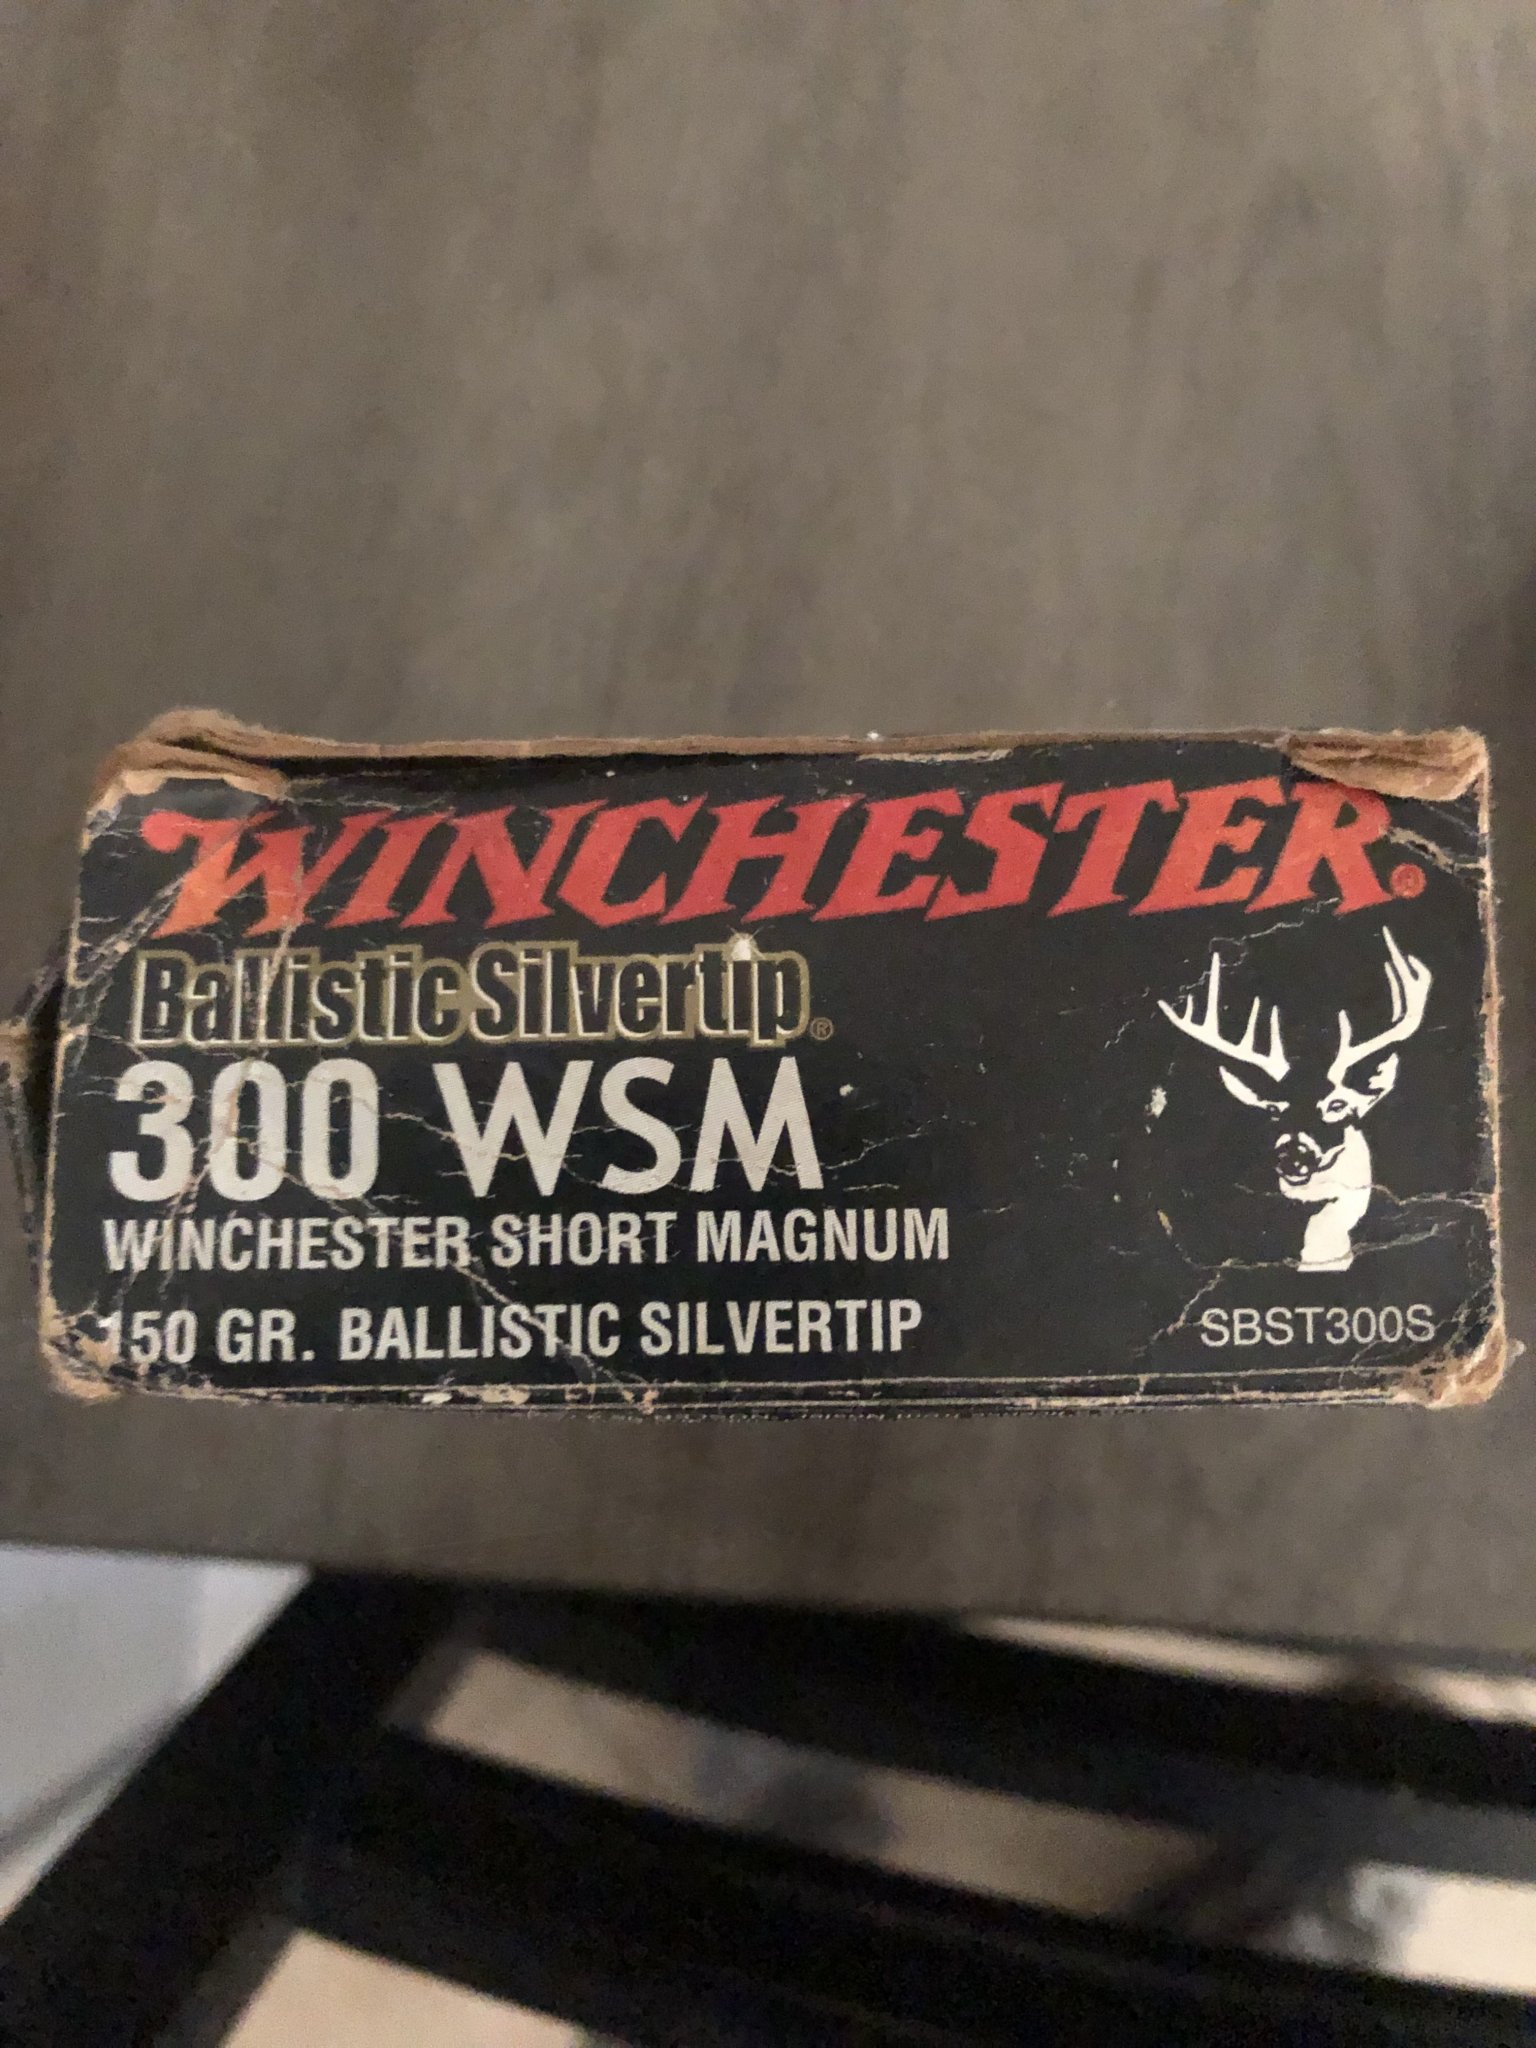 WINCHESTER®
Ballistic Silvertip®
300 WSM
WINCHESTER SHORT MAGNUM
150 GR. BALLISTIC SILVERTIP
SBST300S